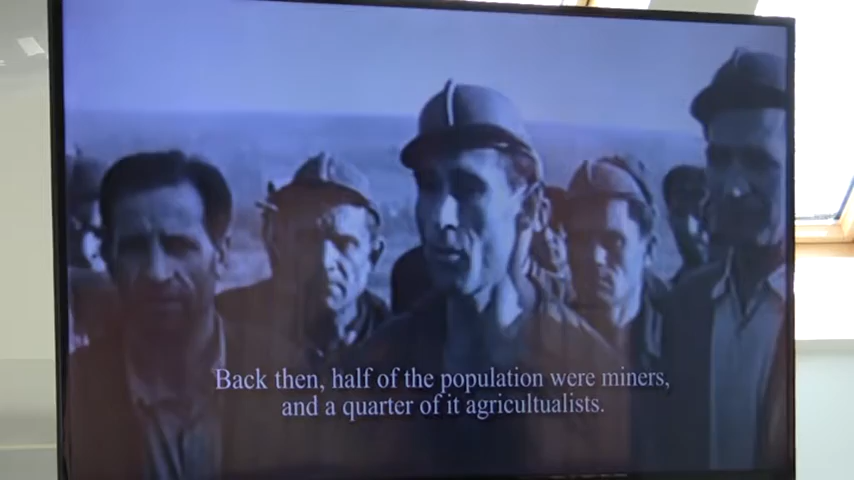 Back then, half of the population were miners,
and a quarter of it agricultualists.